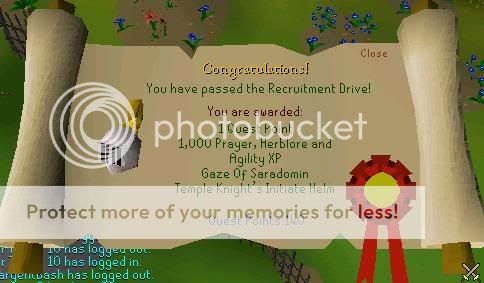 Close
Congratulations!
You have passed the Recruitment Drive!
You are awarded:
1 Quest Point
1,000 Prayer, Herblore and
Agility XP
Gaze Of Saradomin
Temple Knight's Initiate Helm
Quest Points:140
photobucket
Protect more of your memories for less!
10 has logged out.
10 has logged in.
has logged out.